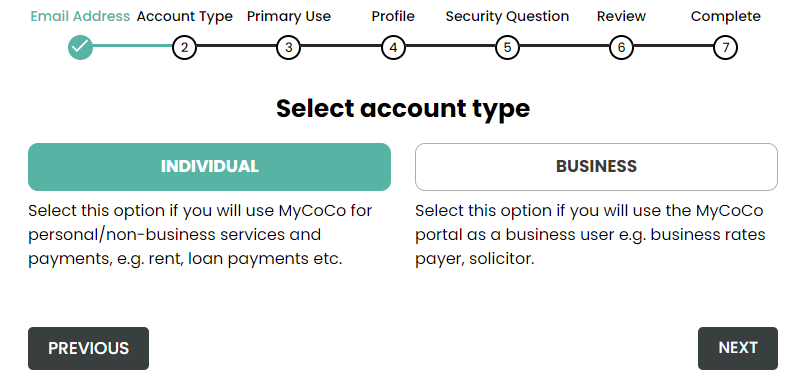 Email Address Account Type Primary Use Profile Security Question Review Complete
2 3 4 5 6 7
Select account type
INDIVIDUAL
Select this option if you will use MyCoCo for
personal/non-business services and
payments, e.g. rent, loan payments etc.
BUSINESS
Select this option if you will use the MyCoCo
portal as a business user e.g. business rates
payer, solicitor.
PREVIOUS
NEXT